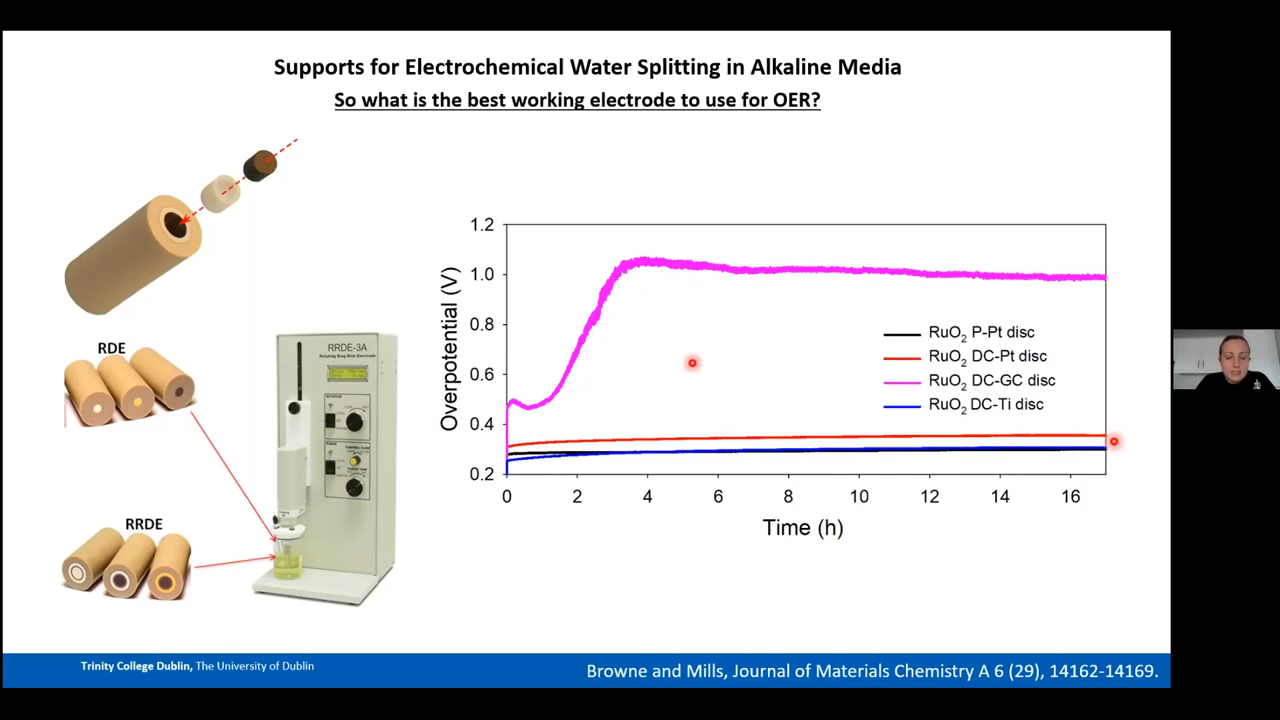 Supports for Electrochemical Water Splitting in Alkaline Media
So what is the best working electrode to use for OER?
RDE
RRDE
RRDE-3A
Rotating Ring Disk Electrode
1.2
1.0
0.8
0.6
0.4
0.2
Overpotential (V)
RuO₂ P-Pt disc
RuO₂ DC-Pt disc
RuO₂ DC-GC disc
RuO₂ DC-Ti disc
0 2 4 6 8 10 12 14 16
Time (h)
Trinity College Dublin, The University of Dublin
Browne and Mills, Journal of Materials Chemistry A 6 (29), 14162-14169.